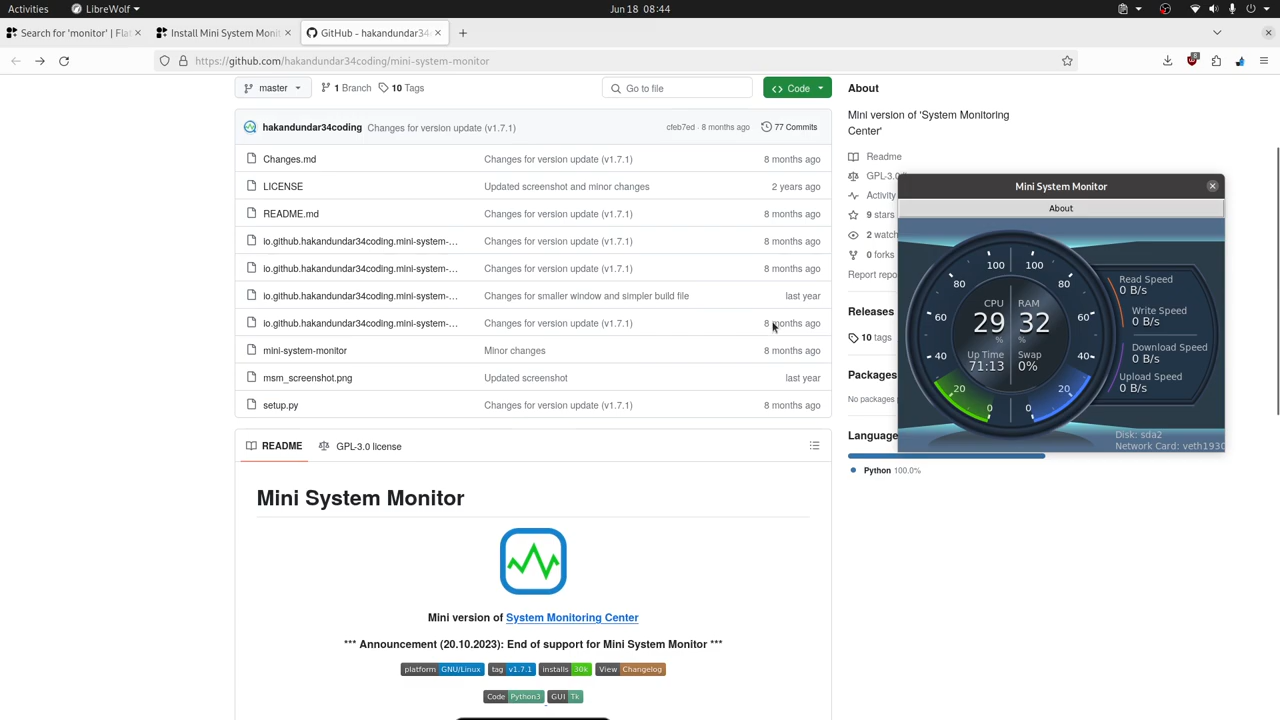 Activities LibreWolf Jun 18 08:44
Search for 'monitor' | Fla
Install Mini System Moni
GitHub - hakandundar34
https://github.com/hakandundar34coding/mini-system-monitor
8
master 1 Branch 10 Tags Go to file Code
hakandundar34coding Changes for version update (v1.7.1) cfeb7ed · 8 months ago 77 Commits
Changes.md Changes for version update (v1.7.1) 8 months ago
LICENSE Updated screenshot and minor changes 2 years ago
README.md Changes for version update (v1.7.1) 8 months ago
io.github.hakandundar34coding.mini-system-... Changes for version update (v1.7.1) 8 months ago
io.github.hakandundar34coding.mini-system-... Changes for version update (v1.7.1) 8 months ago
io.github.hakandundar34coding.mini-system-... Changes for smaller window and simpler build file last year
io.github.hakandundar34coding.mini-system-... Changes for version update (v1.7.1) 8 months ago
mini-system-monitor Minor changes 8 months ago
msm_screenshot.png Updated screenshot last year
setup.py Changes for version update (v1.7.1) 8 months ago
README GPL-3.0 license
Mini System Monitor
Mini version of System Monitoring Center
*** Announcement (20.10.2023): End of support for Mini System Monitor ***
platform GNU/Linux tag v1.7.1 installs 30k View Changelog
Code Python3 GUI Tk
About
Mini version of 'System Monitoring
Center'
Readme
GPL-3.0
Activity
9 stars
2 watch
0 forks
Report repo
Releases
10 tags
Packages
No packages
Language
Python 100.0%
Mini System Monitor
About
100 100
80 80
60 60
40 40
20 20
0 0
CPU RAM
29 32
% %
Up Time Swap
71:13 0%
Read Speed
0 B/s
Write Speed
0 B/s
Download Speed
0 B/s
Upload Speed
0 B/s
Disk: sda2
Network Card: veth1930